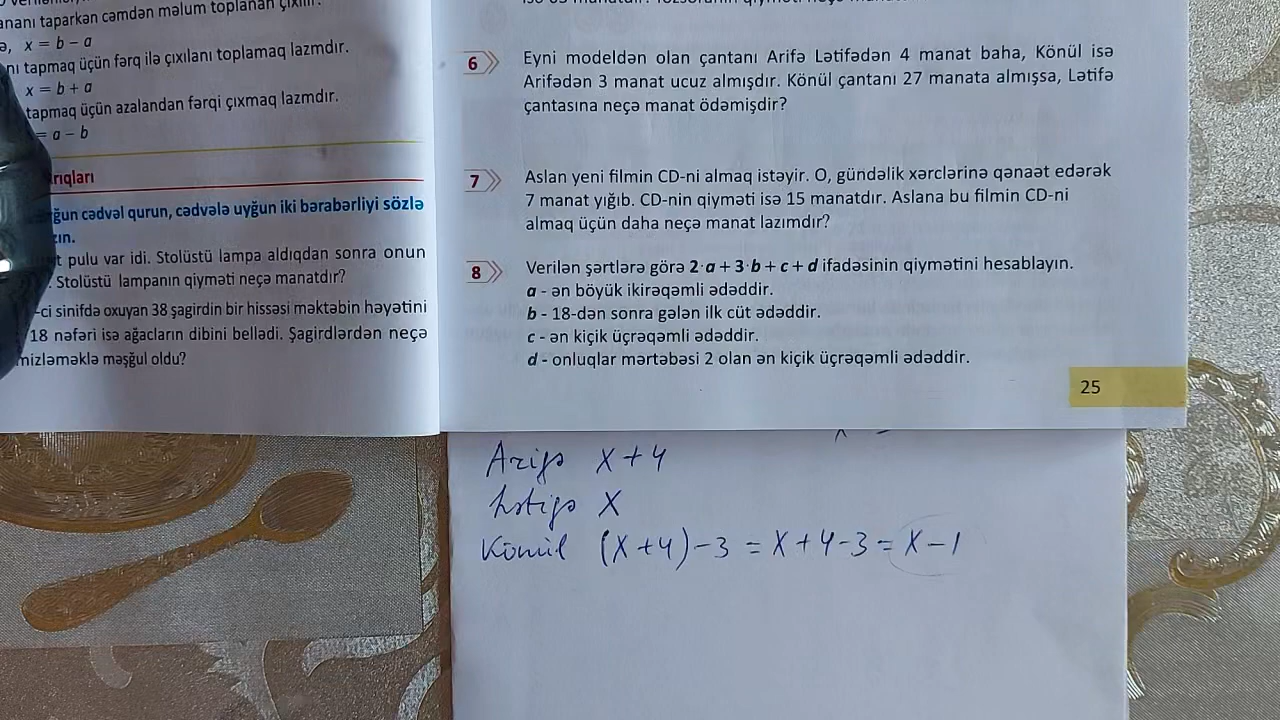 ananı taparkən cəmdən məlum toplanan çıxılır.
ə, x = b – a
nı tapmaq üçün fərq ilə çıxılanı toplamaq lazımdır.
x = b + a
tapmaq üçün azalandan fərqi çıxmaq lazımdır.
= a – b
rıqları
ğun cədvəl qurun, cədvələ uyğun iki bərabərliyi sözlə
zın.
t pulu var idi. Stolüstü lampa aldıqdan sonra onun
. Stolüstü lampanın qiyməti neçə manatdır?
-ci sinifdə oxuyan 38 şagirdin bir hissəsi məktəbin həyətini
18 nəfəri isə ağacların dibini bellədi. Şagirdlərdən neçə
mizləməklə məşğul oldu?
6 Eyni modeldən olan çantanı Arifə Lətifədən 4 manat baha, Könül isə
Arifədən 3 manat ucuz almışdır. Könül çantanı 27 manata almışsa, Lətifə
çantasına neçə manat ödəmişdir?
7 Aslan yeni filmin CD-ni almaq istəyir. O, gündəlik xərclərinə qənaət edərək
7 manat yığıb. CD-nin qiyməti isə 15 manatdır. Aslana bu filmin CD-ni
almaq üçün daha neçə manat lazımdır?
8 Verilən şərtlərə görə 2·a + 3·b + c + d ifadəsinin qiymətini hesablayın.
a - ən böyük ikirəqəmli ədəddir.
b - 18-dən sonra gələn ilk cüt ədəddir.
c - ən kiçik üçrəqəmli ədəddir.
d - onluqlar mərtəbəsi 2 olan ən kiçik üçrəqəmli ədəddir.
25
Arifə x+4
Lətifə x
Könül (x+4)-3 = x+4-3 = x-1